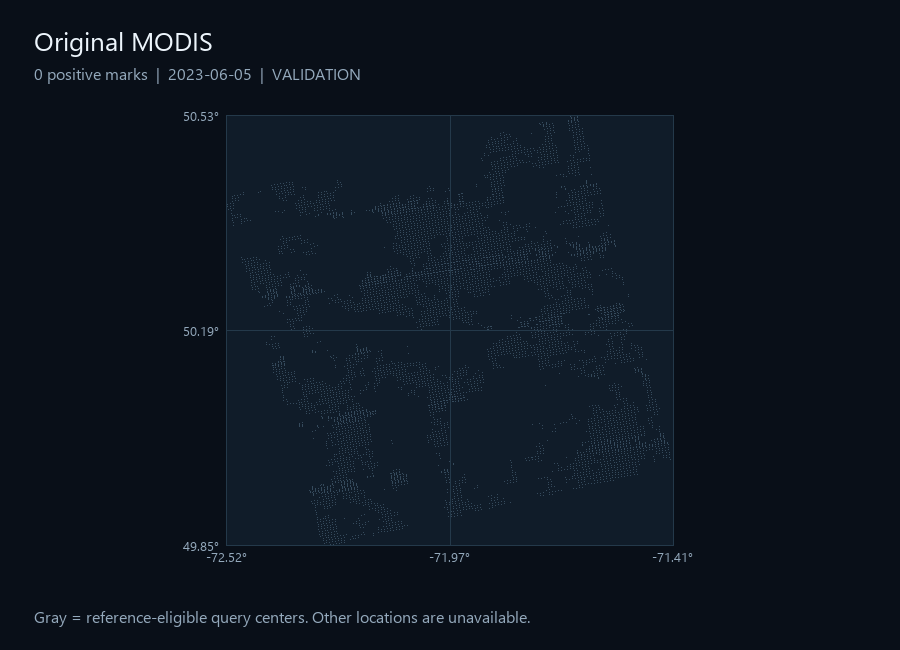 Original MODIS
0 positive marks | 2023-06-05 | VALIDATION
50.53°
50.19°
49.85°
-72.52°
-71.97°
-71.41°
Gray = reference-eligible query centers. Other locations are unavailable.